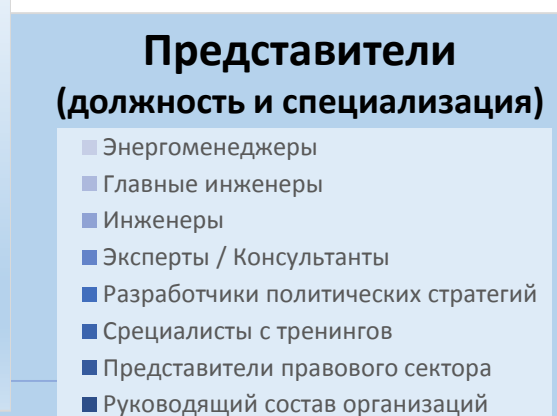 Представители
(должность и специализация)
Энергоменеджеры
Главные инженеры
Инженеры
Эксперты / Консультанты
Разработчики политических стратегий
Срециалисты с тренингов
Представители правового сектора
Руководящий состав организаций